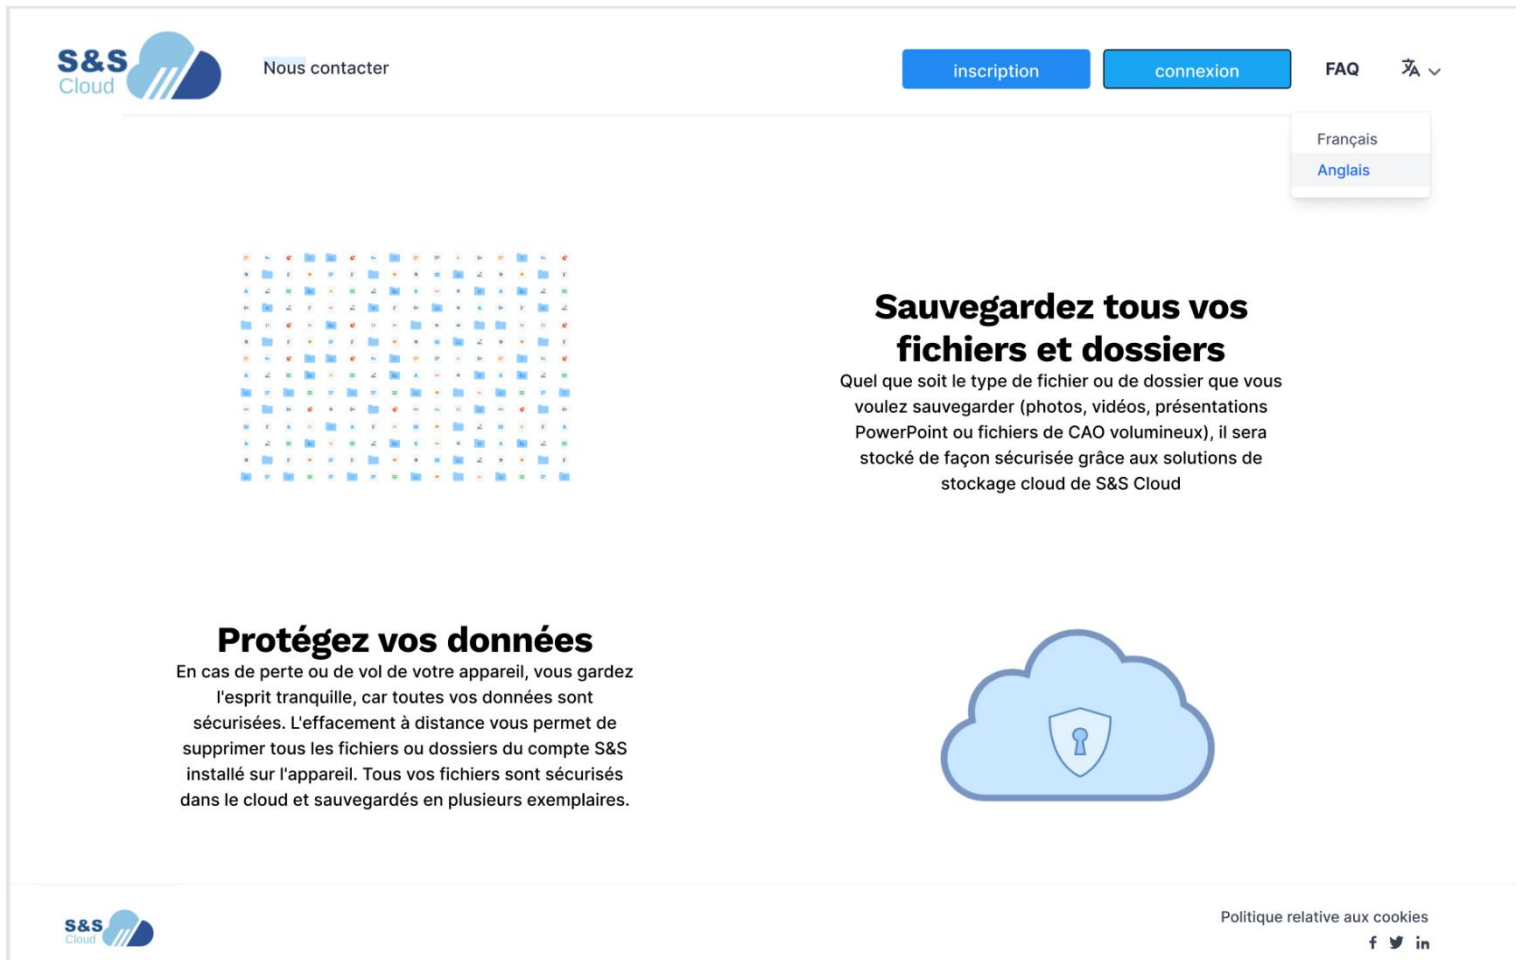 S&S
Cloud
Nous contacter
inscription
connexion
FAQ
Français
Anglais
Sauvegardez tous vos
fichiers et dossiers
Quel que soit le type de fichier ou de dossier que vous
voulez sauvegarder (photos, vidéos, présentations
PowerPoint ou fichiers de CAO volumineux), il sera
stocké de façon sécurisée grâce aux solutions de
stockage cloud de S&S Cloud
Protégez vos données
En cas de perte ou de vol de votre appareil, vous gardez
l'esprit tranquille, car toutes vos données sont
sécurisées. L'effacement à distance vous permet de
supprimer tous les fichiers ou dossiers du compte S&S
installé sur l'appareil. Tous vos fichiers sont sécurisés
dans le cloud et sauvegardés en plusieurs exemplaires.
S&S
Cloud
Politique relative aux cookies